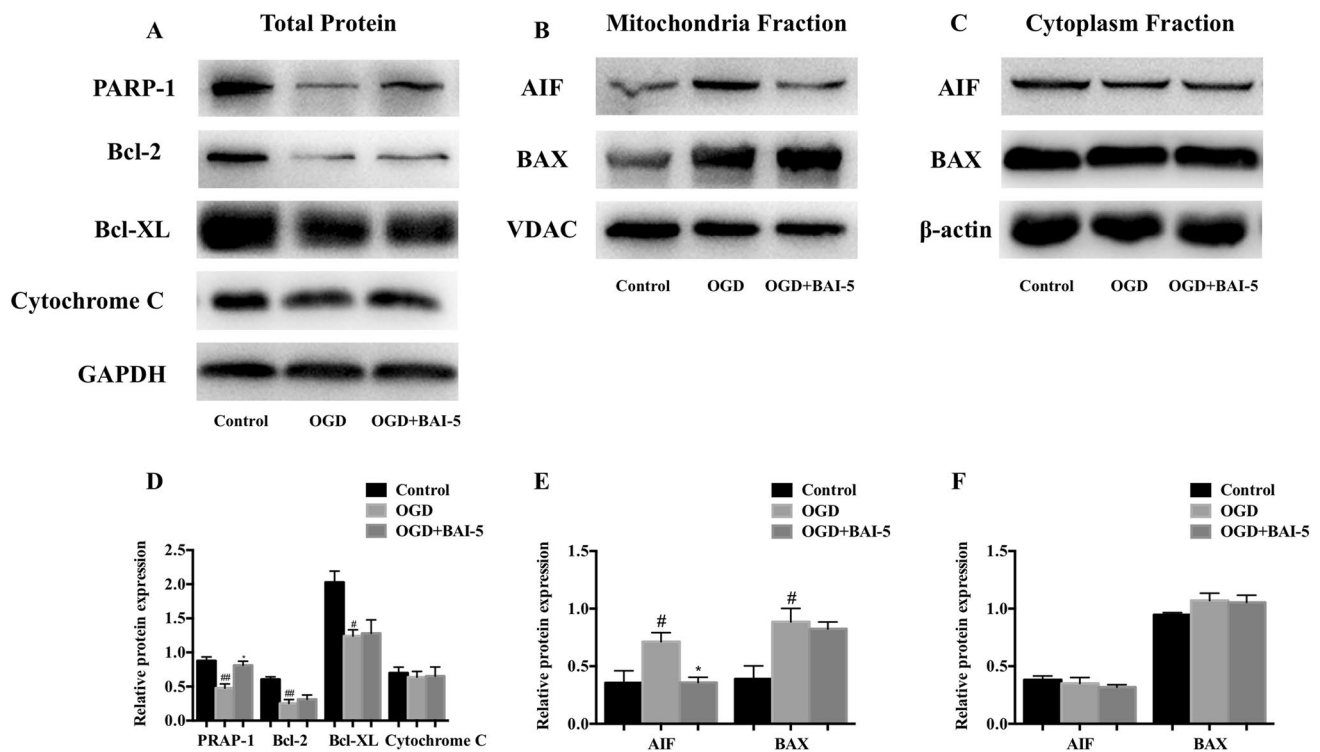 A Total Protein
PARP-1
Bcl-2
Bcl-XL
Cytochrome C
GAPDH
Control OGD OGD+BAI-5
B Mitochondria Fraction
AIF
BAX
VDAC
Control OGD OGD+BAI-5
C Cytoplasm Fraction
AIF
BAX
β-actin
Control OGD OGD+BAI-5
D
Control
OGD
OGD+BAI-5
Relative protein expression
2.5
2.0
1.5
1.0
0.5
0.0
## * ## #
PRAP-1 Bcl-2 Bcl-XL Cytochrome C
E
Control
OGD
OGD+BAI-5
Relative protein expression
1.5
1.0
0.5
0.0
# * #
AIF BAX
F
Control
OGD
OGD+BAI-5
Relative protein expression
1.5
1.0
0.5
0.0
AIF BAX